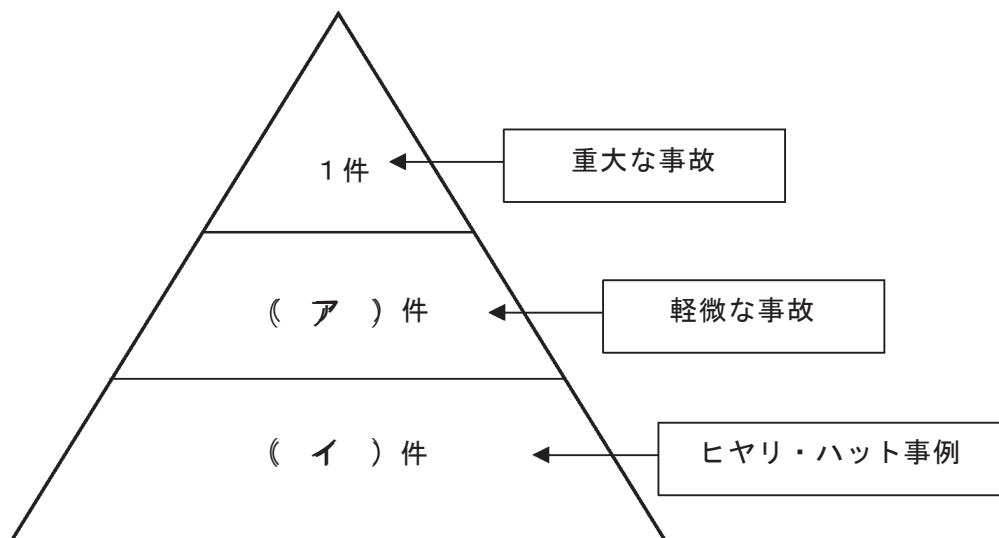 １件
重大な事故
（ ア ）件
軽微な事故
（ イ ）件
ヒヤリ・ハット事例